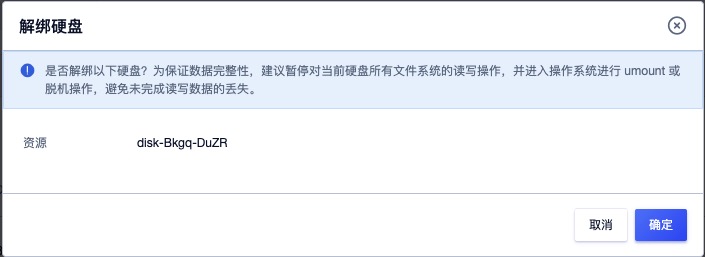 解绑硬盘
是否解绑以下硬盘？为保证数据完整性，建议暂停对当前硬盘所有文件系统的读写操作，并进入操作系统进行 umount 或
脱机操作，避免未完成读写数据的丢失。
资源 disk-Bkgq-DuZR
取消 确定